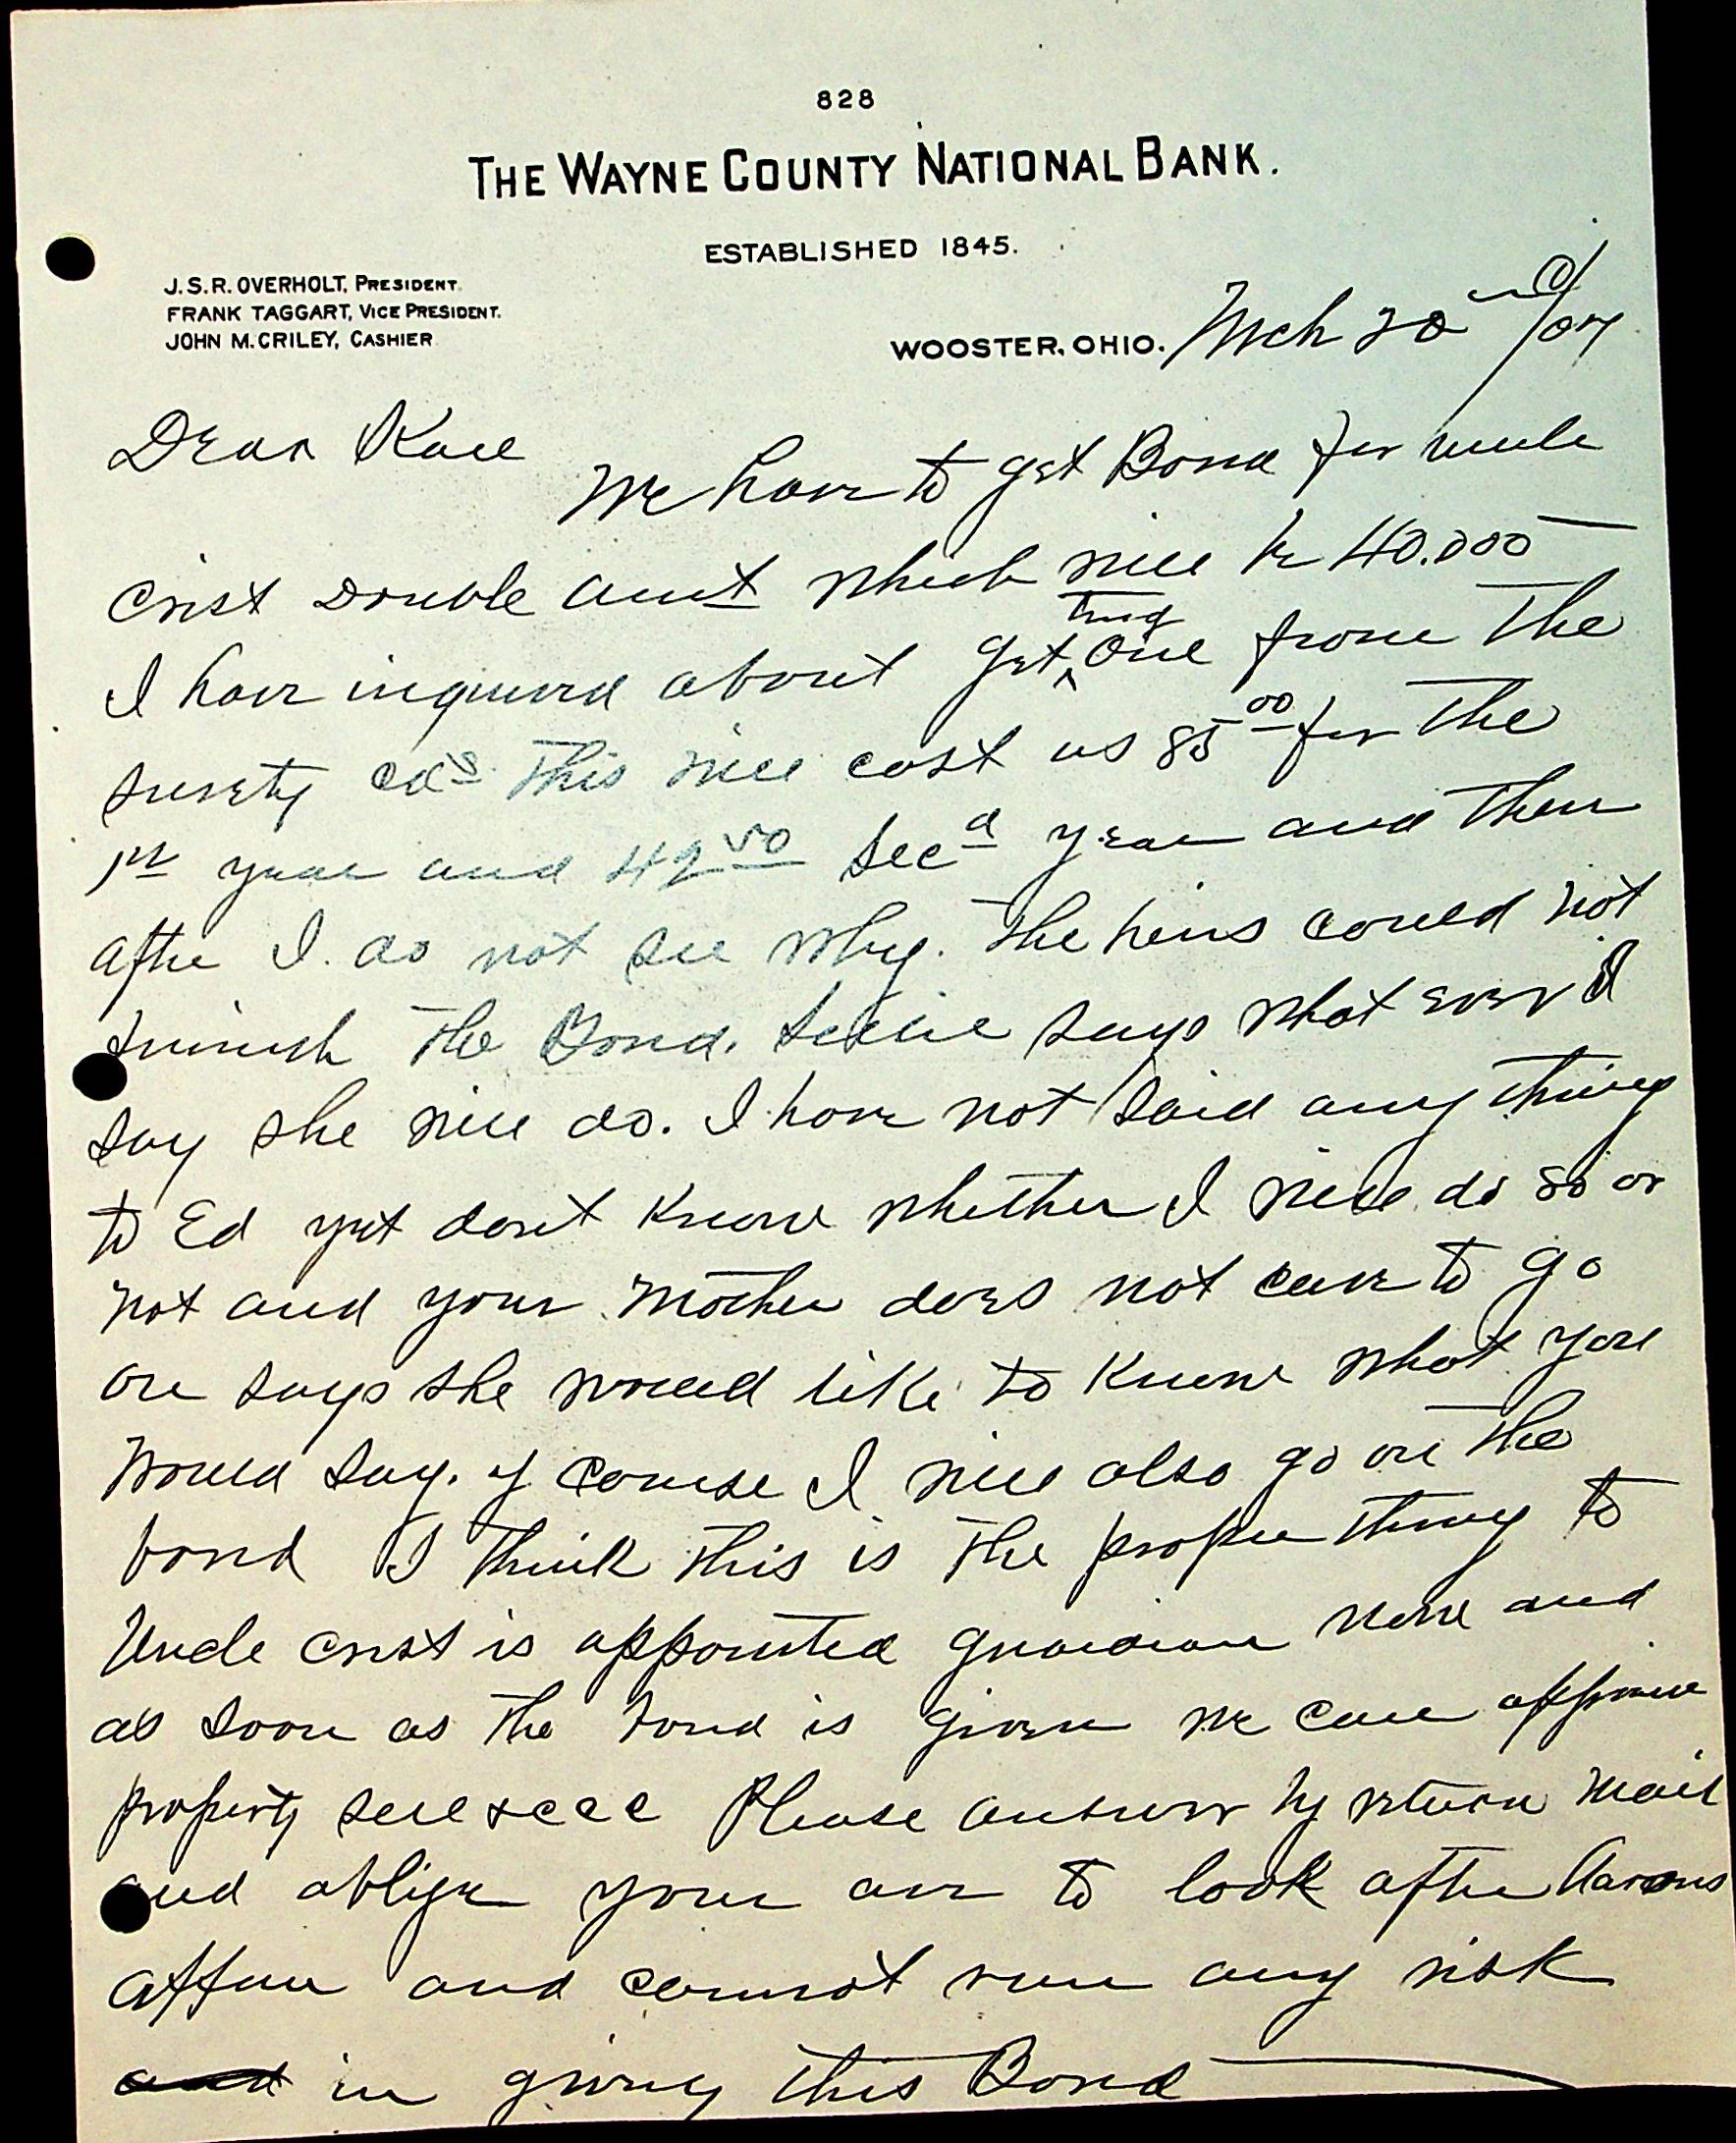 828
THE WAYNE COUNTY NATIONAL BANK.
ESTABLISHED 1845.
J.S.R. OVERHOLT, PRESIDENT.
FRANK TAGGART, VICE PRESIDENT.
JOHN M. CRILEY, CASHIER
WOOSTER, OHIO. Mch 20 /07
Dear Karl
We have to get Bond for uncle
Crist Double amt which will be 40.000
I have inquired about getting One from the
surety Co's This will cost us 85 00 for the
1st year and 42 50 Secd year and then
after I. do not see why. The heirs could not
furnish the Bond. says what ever I
say she will do. I have not said any thing
to Ed yet dont know whether I will do so or
not and your Mother does not care to go
on says she would like to know what you
would say. of course I will also go on the
bond I think this is the proper thing to
Uncle Crist is appointed guardian now and
as soon as the bond is given we can appraise
property sell &ccc Please answer by return mail
and oblige your are to look after Aarons
affair and cannot run any risk
in giving this Bond